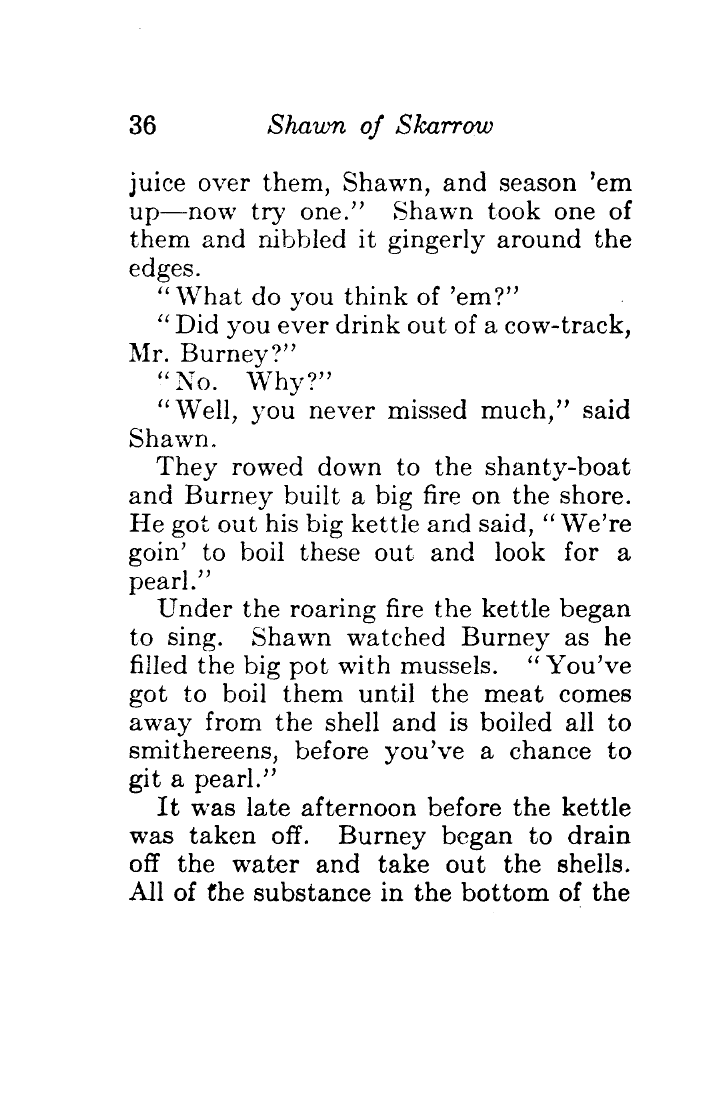 36 Shawn of Skarrow
juice over them, Shawn, and season 'em
up—now try one.” Shawn took one of
them and nibbled it gingerly around the
edges.
“What do you think of 'em?”
“Did you ever drink out of a cow-track,
Mr. Burney?”
“No. Why?”
“Well, you never missed much,” said
Shawn.
They rowed down to the shanty-boat
and Burney built a big fire on the shore.
He got out his big kettle and said, “We're
goin' to boil these out and look for a
pearl.”
Under the roaring fire the kettle began
to sing. Shawn watched Burney as he
filled the big pot with mussels. “You've
got to boil them until the meat comes
away from the shell and is boiled all to
smithereens, before you've a chance to
git a pearl.”
It was late afternoon before the kettle
was taken off. Burney began to drain
off the water and take out the shells.
All of the substance in the bottom of the